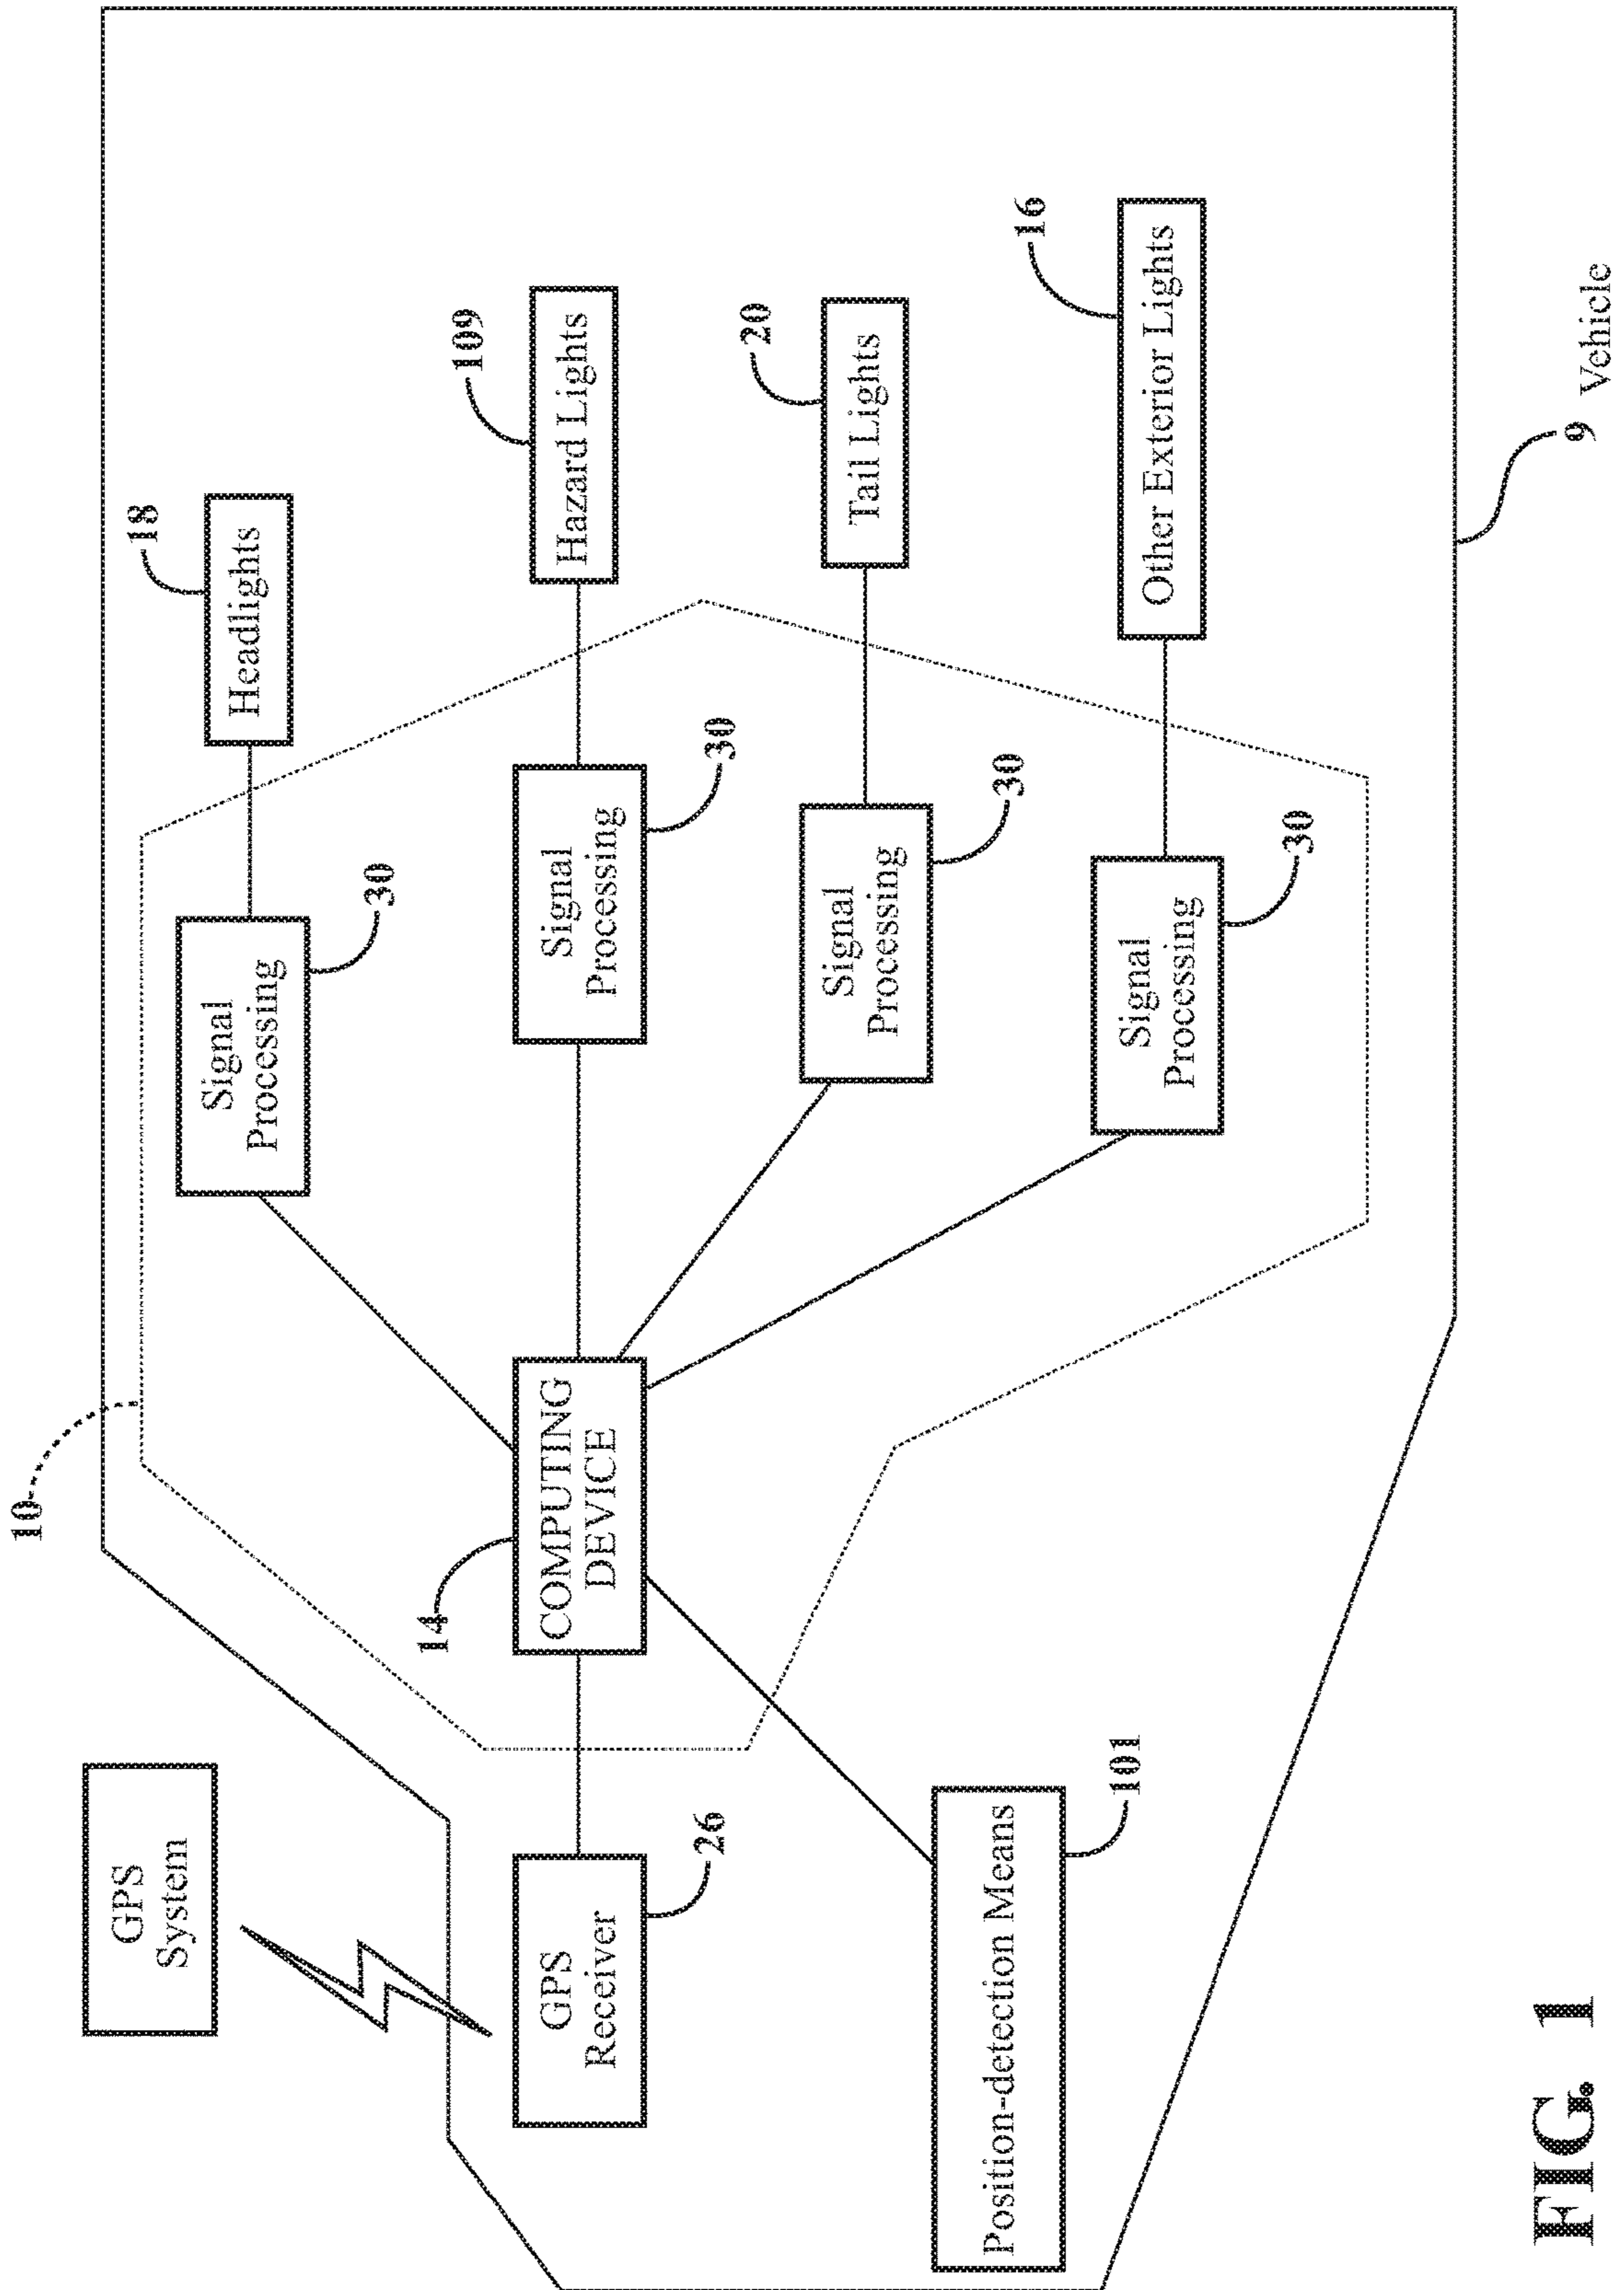 GPS
System
10
18
Headlights
Signal
Processing
30
14
COMPUTING
DEVICE
GPS
Receiver
26
109
Hazard Lights
Signal
Processing
30
20
Tail Lights
Signal
Processing
30
Position-detection Means
101
16
Other Exterior Lights
Signal
Processing
30
9 Vehicle
FIG. 1